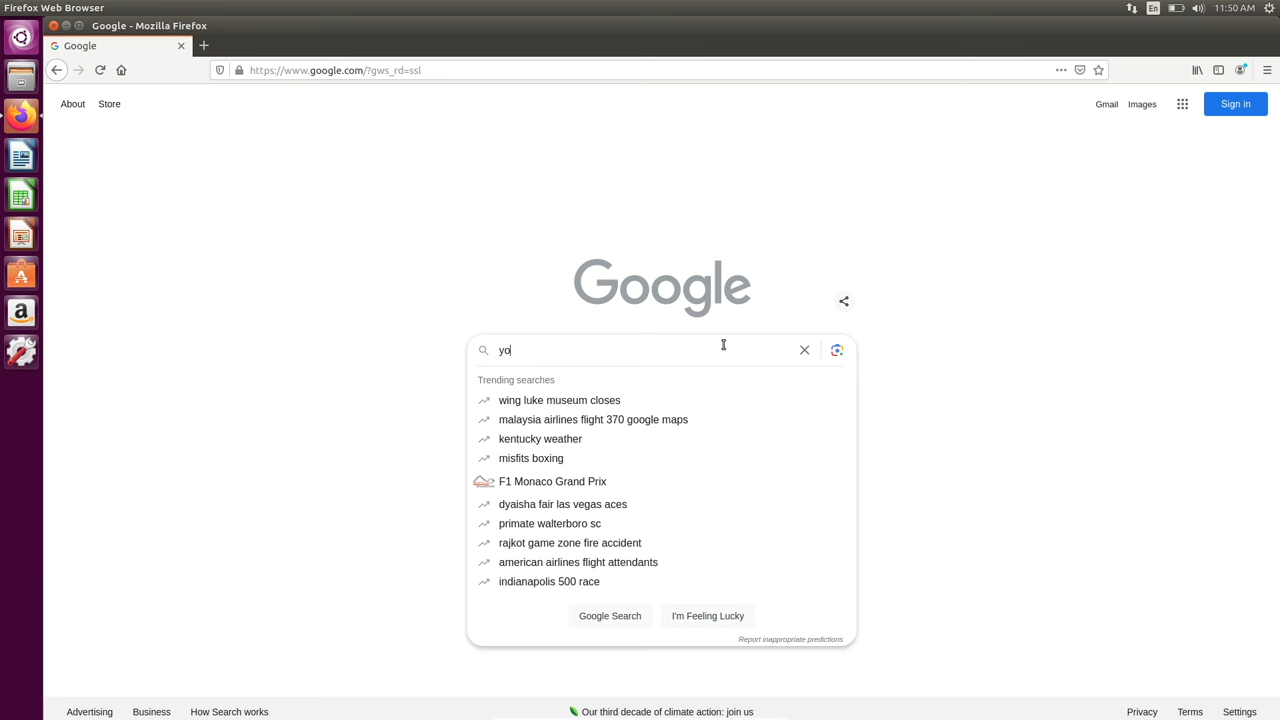 Firefox Web Browser
En
11:50 AM
Google - Mozilla Firefox
Google
https://www.google.com/?gws_rd=ssl
About
Store
Gmail
Images
Sign in
Google
yo
Trending searches
wing luke museum closes
malaysia airlines flight 370 google maps
kentucky weather
misfits boxing
F1 Monaco Grand Prix
dyaisha fair las vegas aces
primate walterboro sc
rajkot game zone fire accident
american airlines flight attendants
indianapolis 500 race
Google Search
I'm Feeling Lucky
Report inappropriate predictions
Advertising
Business
How Search works
Our third decade of climate action: join us
Privacy
Terms
Settings